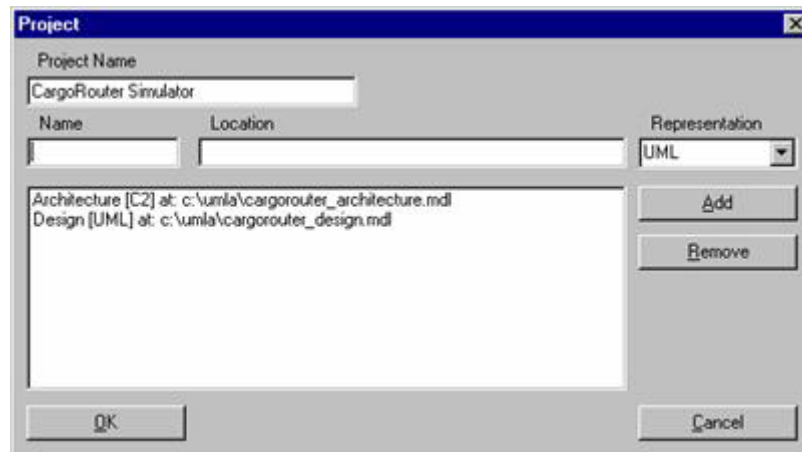 Project
Project Name
CargoRouter Simulator
Name Location Representation
UML
Architecture [C2] at: c:\umla\cargorouter_architecture.mdl
Design [UML] at: c:\umla\cargorouter_design.mdl
Add
Remove
OK Cancel